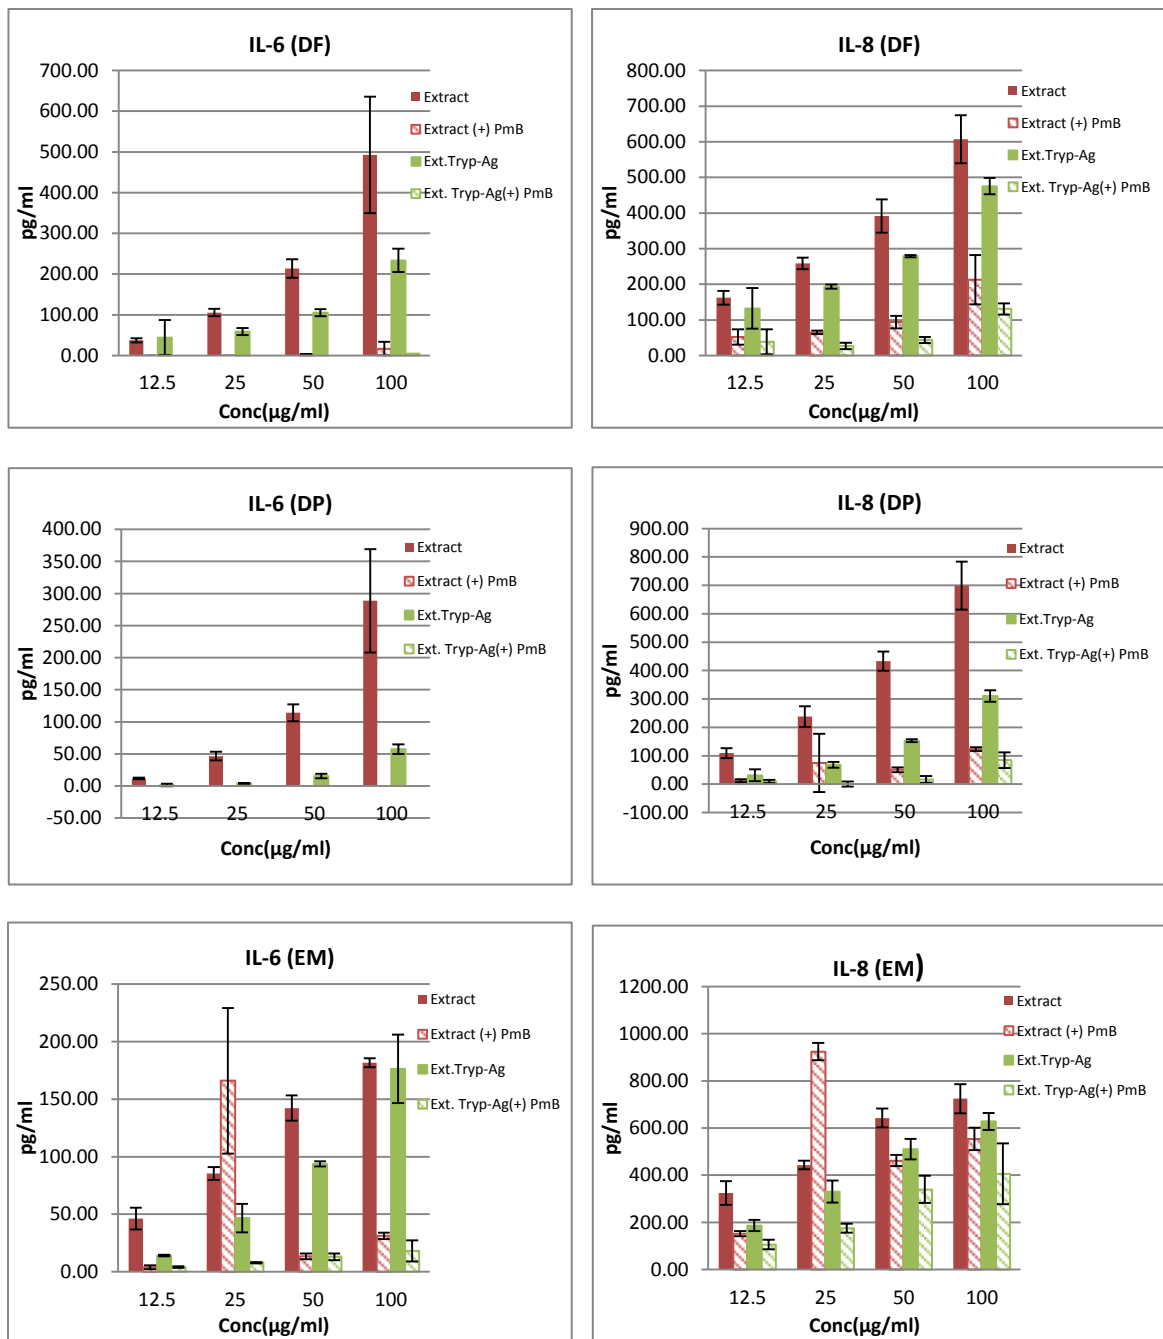 IL-6 (DF)
700.00
600.00
500.00
400.00
300.00
200.00
100.00
0.00
pg/ml
12.5 25 50 100
Conc(µg/ml)
Extract
Extract (+) PmB
Ext.Tryp-Ag
Ext. Tryp-Ag(+) PmB
IL-8 (DF)
800.00
700.00
600.00
500.00
400.00
300.00
200.00
100.00
0.00
pg/ml
12.5 25 50 100
Conc(µg/ml)
Extract
Extract (+) PmB
Ext.Tryp-Ag
Ext. Tryp-Ag(+) PmB
IL-6 (DP)
400.00
350.00
300.00
250.00
200.00
150.00
100.00
50.00
0.00
-50.00
pg/ml
12.5 25 50 100
Conc(µg/ml)
Extract
Extract (+) PmB
Ext.Tryp-Ag
Ext. Tryp-Ag(+) PmB
IL-8 (DP)
900.00
800.00
700.00
600.00
500.00
400.00
300.00
200.00
100.00
0.00
-100.00
pg/ml
12.5 25 50 100
Conc(µg/ml)
Extract
Extract (+) PmB
Ext.Tryp-Ag
Ext. Tryp-Ag(+) PmB
IL-6 (EM)
250.00
200.00
150.00
100.00
50.00
0.00
pg/ml
12.5 25 50 100
Conc(µg/ml)
Extract
Extract (+) PmB
Ext.Tryp-Ag
Ext. Tryp-Ag(+) PmB
IL-8 (EM)
1200.00
1000.00
800.00
600.00
400.00
200.00
0.00
pg/ml
12.5 25 50 100
Conc(µg/ml)
Extract
Extract (+) PmB
Ext.Tryp-Ag
Ext. Tryp-Ag(+) PmB